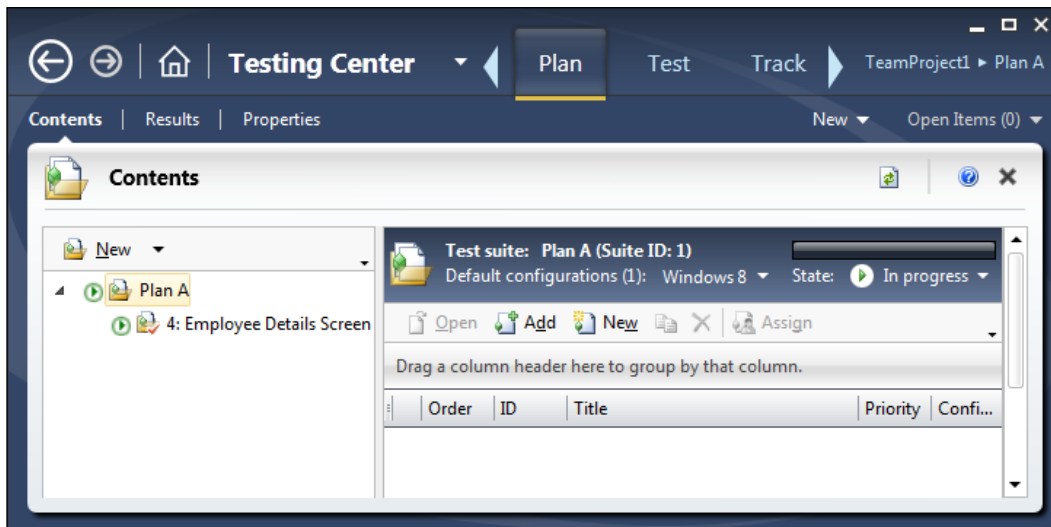 Testing Center
Plan
Test
Track
TeamProject1 ▸ Plan A
Contents | Results | Properties
New
Open Items (0)
Contents
New
Plan A
4: Employee Details Screen
Test suite: Plan A (Suite ID: 1)
Default configurations (1): Windows 8
State: In progress
Open
Add
New
Assign
Drag a column header here to group by that column.
Order
ID
Title
Priority
Confi...